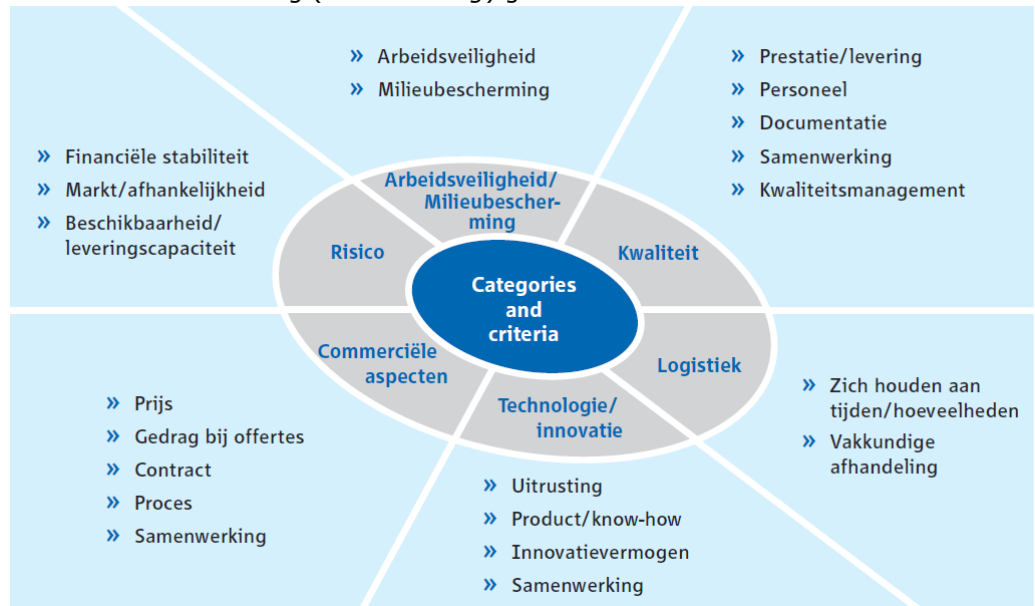 » Arbeidsveiligheid
» Milieubescherming
» Prestatie/levering
» Personeel
» Documentatie
» Samenwerking
» Kwaliteitsmanagement
» Financiële stabiliteit
» Markt/afhankelijkheid
» Beschikbaarheid/
leveringscapaciteit
Arbeidsveiligheid/
Milieubescher-
ming
Risico
Kwaliteit
Categories
and
criteria
Commerciële
aspecten
Logistiek
Technologie/
innovatie
» Zich houden aan
tijden/hoeveelheden
» Vakkundige
afhandeling
» Prijs
» Gedrag bij offertes
» Contract
» Proces
» Samenwerking
» Uitrusting
» Product/know-how
» Innovatievermogen
» Samenwerking